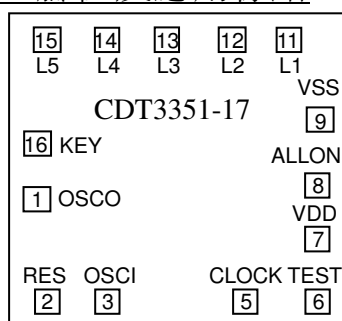 15 14 13 12 11
L5 L4 L3 L2 L1
VSS
CDT3351-17
9
16 KEY
ALLON
8
1 OSCO
VDD
7
RES OSCI CLOCK TEST
2 3 5 6